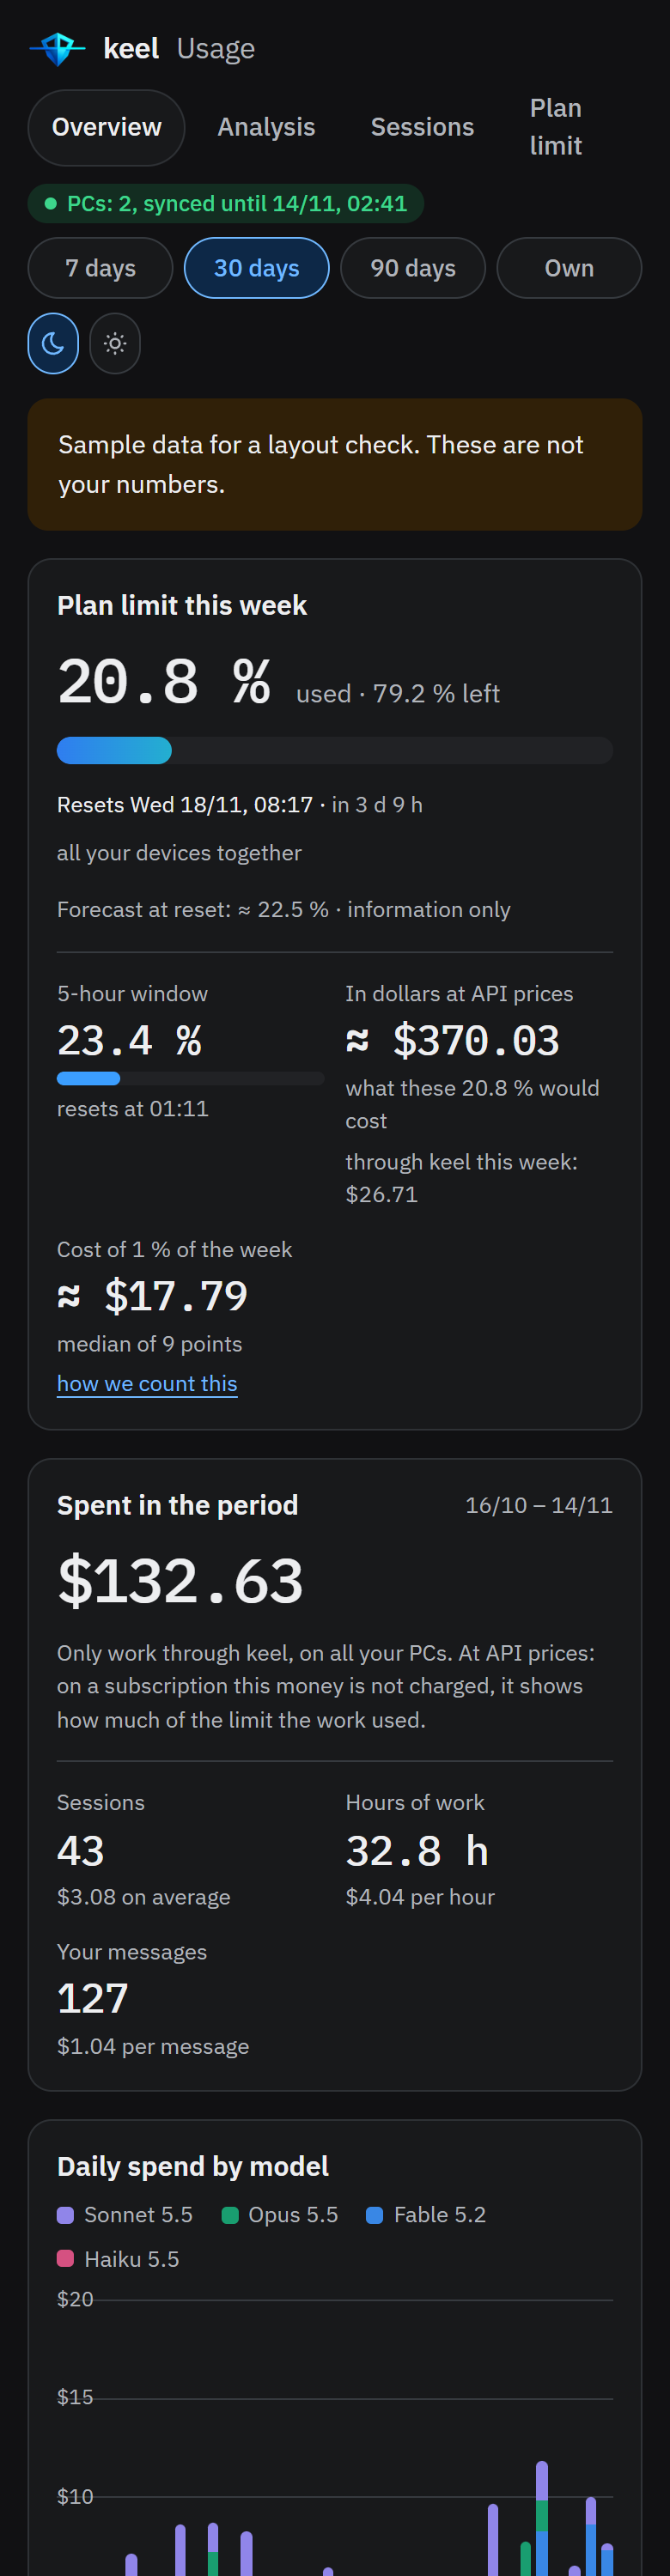 keel Usage
Overview Analysis Sessions Plan limit
PCs: 2, synced until 14/11, 02:41
7 days 30 days 90 days Own
Sample data for a layout check. These are not
your numbers.
Plan limit this week
20.8 % used · 79.2 % left
Resets Wed 18/11, 08:17 · in 3 d 9 h
all your devices together
Forecast at reset: ≈ 22.5 % · information only
5-hour window
23.4 %
resets at 01:11
In dollars at API prices
≈ $370.03
what these 20.8 % would
cost
through keel this week:
$26.71
Cost of 1 % of the week
≈ $17.79
median of 9 points
how we count this
Spent in the period 16/10 – 14/11
$132.63
Only work through keel, on all your PCs. At API prices:
on a subscription this money is not charged, it shows
how much of the limit the work used.
Sessions
43
$3.08 on average
Hours of work
32.8 h
$4.04 per hour
Your messages
127
$1.04 per message
Daily spend by model
Sonnet 5.5 Opus 5.5 Fable 5.2
Haiku 5.5
$20
$15
$10